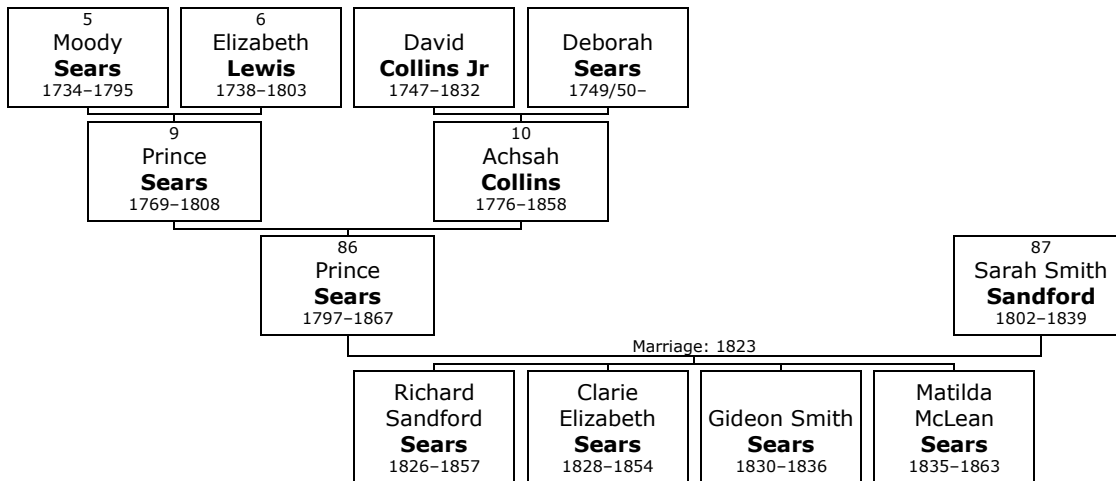 5
Moody
Sears
1734–1795
6
Elizabeth
Lewis
1738–1803
David
Collins Jr
1747–1832
Deborah
Sears
1749/50–
9
Prince
Sears
1769–1808
10
Achsah
Collins
1776–1858
86
Prince
Sears
1797–1867
87
Sarah Smith
Sandford
1802–1839
Marriage: 1823
Richard
Sandford
Sears
1826–1857
Clarie
Elizabeth
Sears
1828–1854
Gideon Smith
Sears
1830–1836
Matilda
McLean
Sears
1835–1863